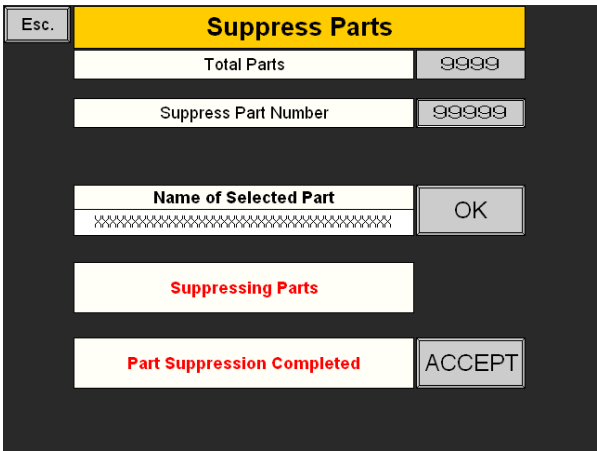 Esc.
Suppress Parts
Total Parts 9999
Suppress Part Number 99999
Name of Selected Part
XXXXXXXXXXXXXXXXXXXXXXXXXXXXXXXXXXXXXXXX
OK
Suppressing Parts
Part Suppression Completed
ACCEPT